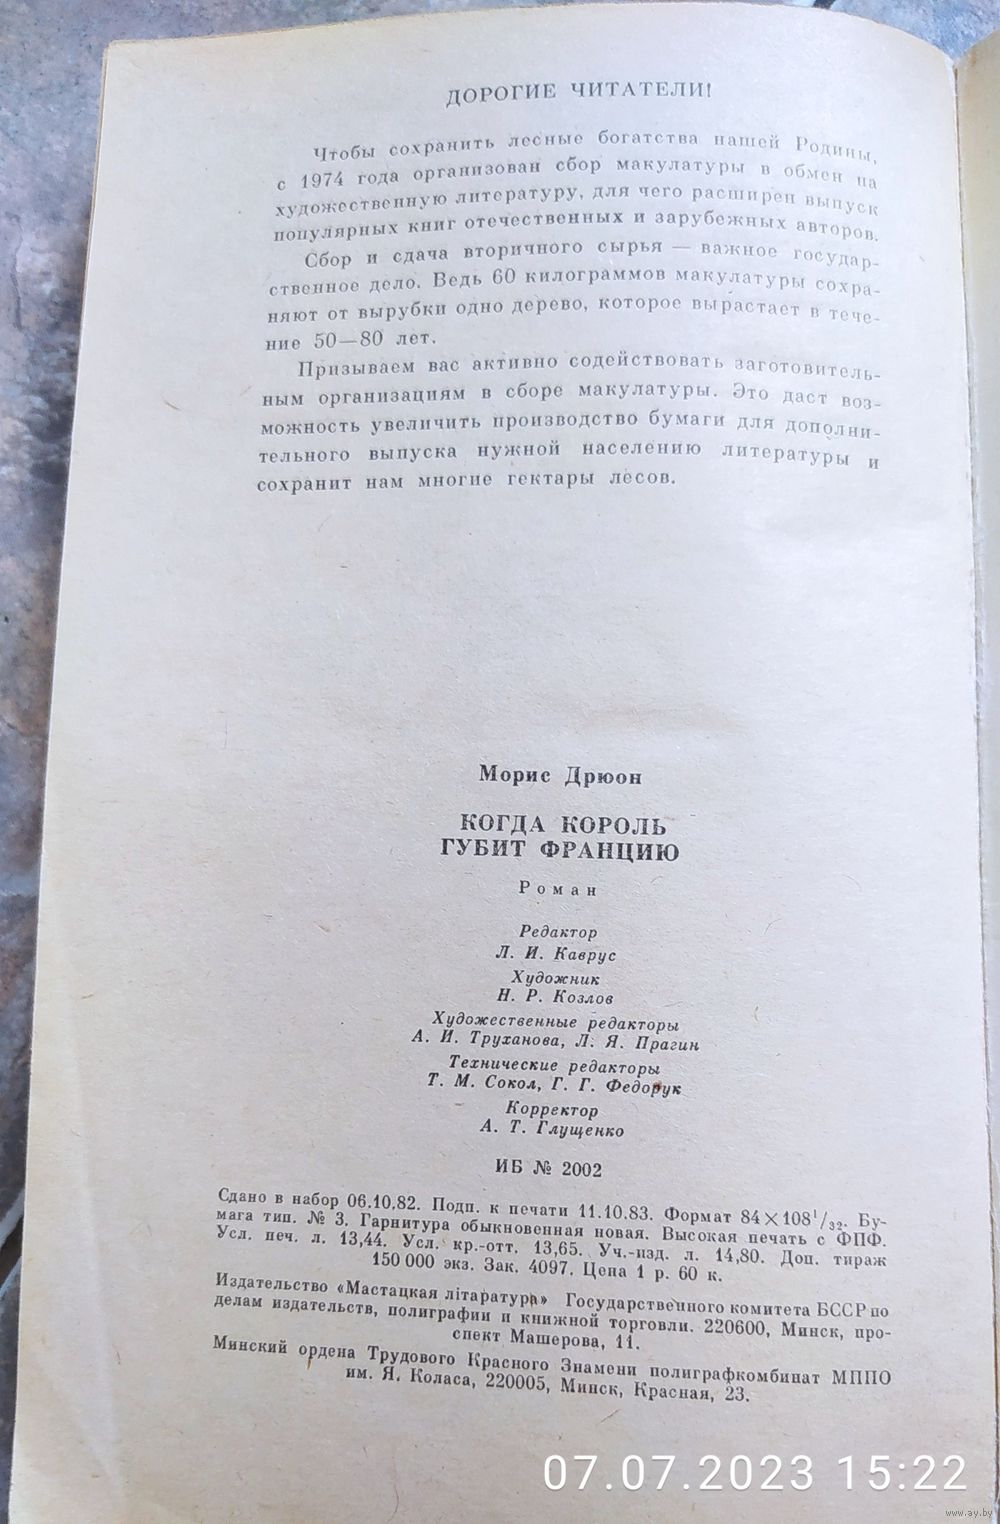 ДОРОГИЕ ЧИТАТЕЛИ!
Чтобы сохранить лесные богатства нашей Родины,
с 1974 года организован сбор макулатуры в обмен на
художественную литературу, для чего расширен выпуск
популярных книг отечественных и зарубежных авторов.
Сбор и сдача вторичного сырья — важное государ-
ственное дело. Ведь 60 килограммов макулатуры сохра-
няют от вырубки одно дерево, которое вырастает в тече-
ние 50—80 лет.
Призываем вас активно содействовать заготовитель-
ным организациям в сборе макулатуры. Это даст воз-
можность увеличить производство бумаги для дополни-
тельного выпуска нужной населению литературы и
сохранит нам многие гектары лесов.
Морис Дрюон
КОГДА КОРОЛЬ
ГУБИТ ФРАНЦИЮ
Роман
Редактор
Л. И. Каврус
Художник
Н. Р. Козлов
Художественные редакторы
А. И. Труханова, Л. Я. Прагин
Технические редакторы
Т. М. Сокол, Г. Г. Федорук
Корректор
А. Т. Глущенко
ИБ № 2002
Сдано в набор 06.10.82. Подп. к печати 11.10.83. Формат 84×108¹/₃₂. Бу-
мага тип. № 3. Гарнитура обыкновенная новая. Высокая печать с ФПФ.
Усл. печ. л. 13,44. Усл. кр.-отт. 13,65. Уч.-изд. л. 14,80. Доп. тираж
150 000 экз. Зак. 4097. Цена 1 р. 60 к.
Издательство «Мастацкая літаратура» Государственного комитета БССР по
делам издательств, полиграфии и книжной торговли. 220600, Минск, про-
спект Машерова, 11.
Минский ордена Трудового Красного Знамени полиграфкомбинат МППО
им. Я. Коласа, 220005, Минск, Красная, 23.
07.07.2023 15:22
www.ay.by